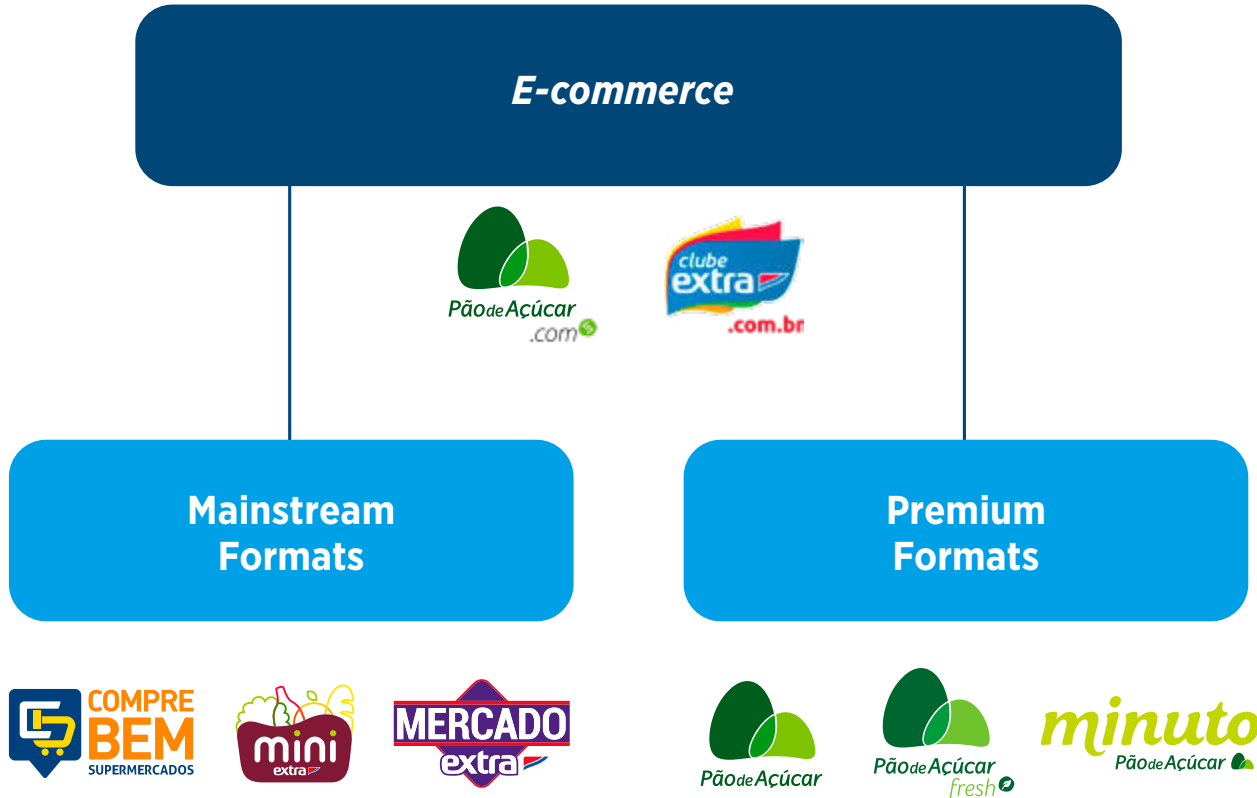 E-commerce
PãodeAçúcar
.com
clube
extra
.com.br
Mainstream
Formats
Premium
Formats
COMPRE
BEM
SUPERMERCADOS
mini
extra
MERCADO
extra
PãodeAçúcar
PãodeAçúcar
fresh
minuto
PãodeAçúcar